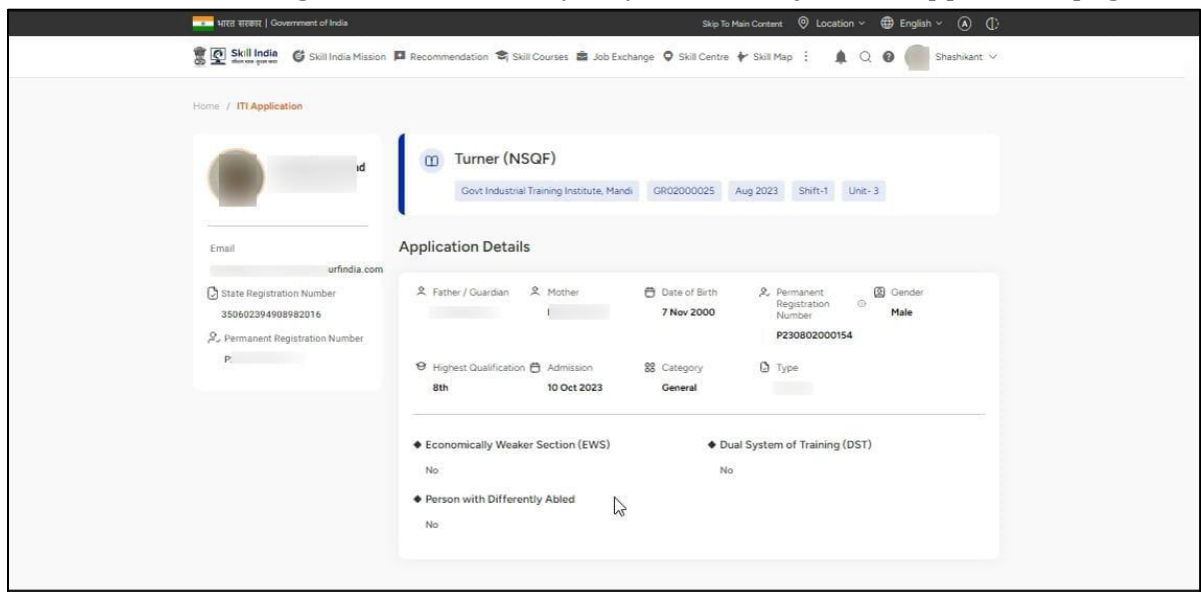 भारत सरकार | Government of India Skip To Main Content Location English A
Skill India Skill India Mission Recommendation Skill Courses Job Exchange Skill Centre Skill Map Shashikant
Home / ITI Application
Turner (NSQF)
Govt Industrial Training Institute, Mandi GR02000025 Aug 2023 Shift-1 Unit- 3
Email
urfindia.com
State Registration Number
350602394908982016
Permanent Registration Number
P
Application Details
Father / Guardian Mother Date of Birth Permanent Registration Number Gender
7 Nov 2000 P230802000154 Male
Highest Qualification Admission Category Type
8th 10 Oct 2023 General
Economically Weaker Section (EWS) Dual System of Training (DST)
No No
Person with Differently Abled
No